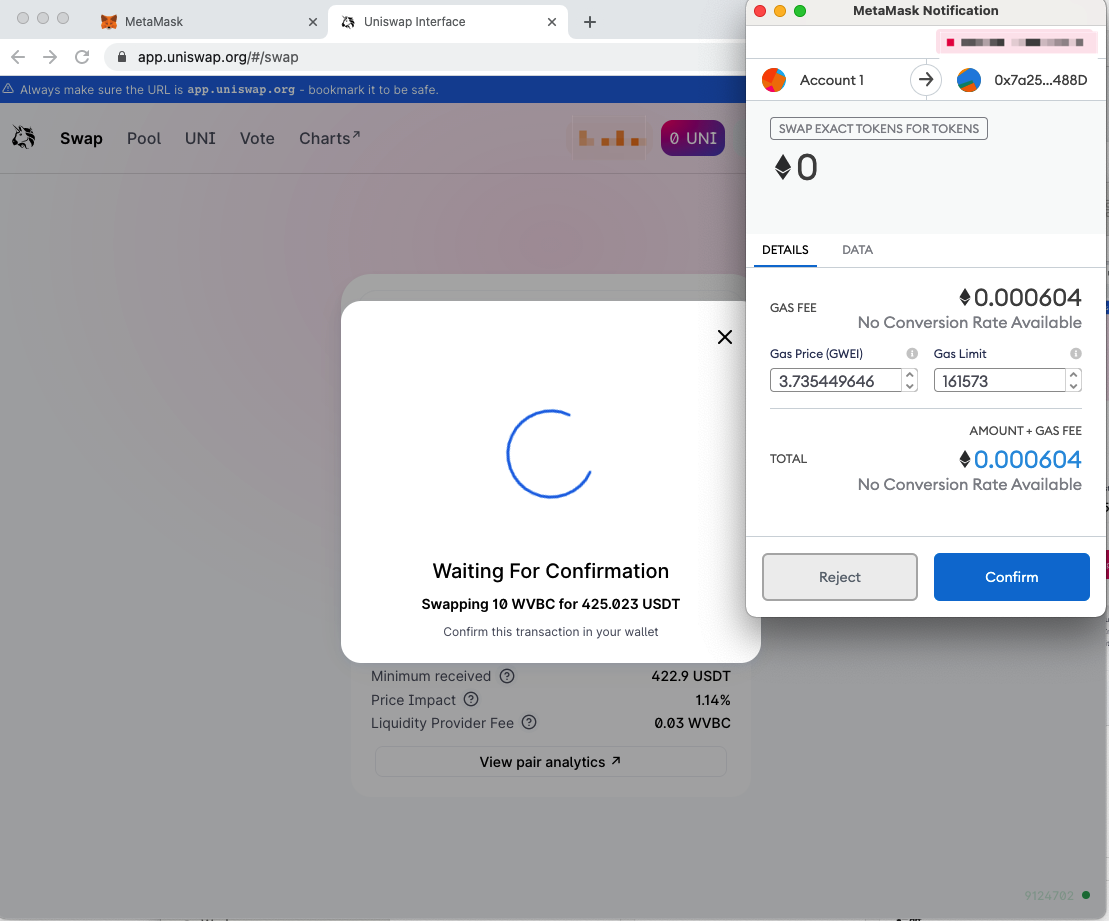 MetaMask
Uniswap Interface
app.uniswap.org/#/swap
Always make sure the URL is app.uniswap.org - bookmark it to be safe.
Swap
Pool
UNI
Vote
Charts↗
0 UNI
Waiting For Confirmation
Swapping 10 WVBC for 425.023 USDT
Confirm this transaction in your wallet
Minimum received 422.9 USDT
Price Impact 1.14%
Liquidity Provider Fee 0.03 WVBC
View pair analytics ↗
9124702
MetaMask Notification
Account 1
0x7a25...488D
SWAP EXACT TOKENS FOR TOKENS
0
DETAILS
DATA
GAS FEE
0.000604
No Conversion Rate Available
Gas Price (GWEI)
Gas Limit
3.735449646
161573
AMOUNT + GAS FEE
TOTAL
0.000604
No Conversion Rate Available
Reject
Confirm